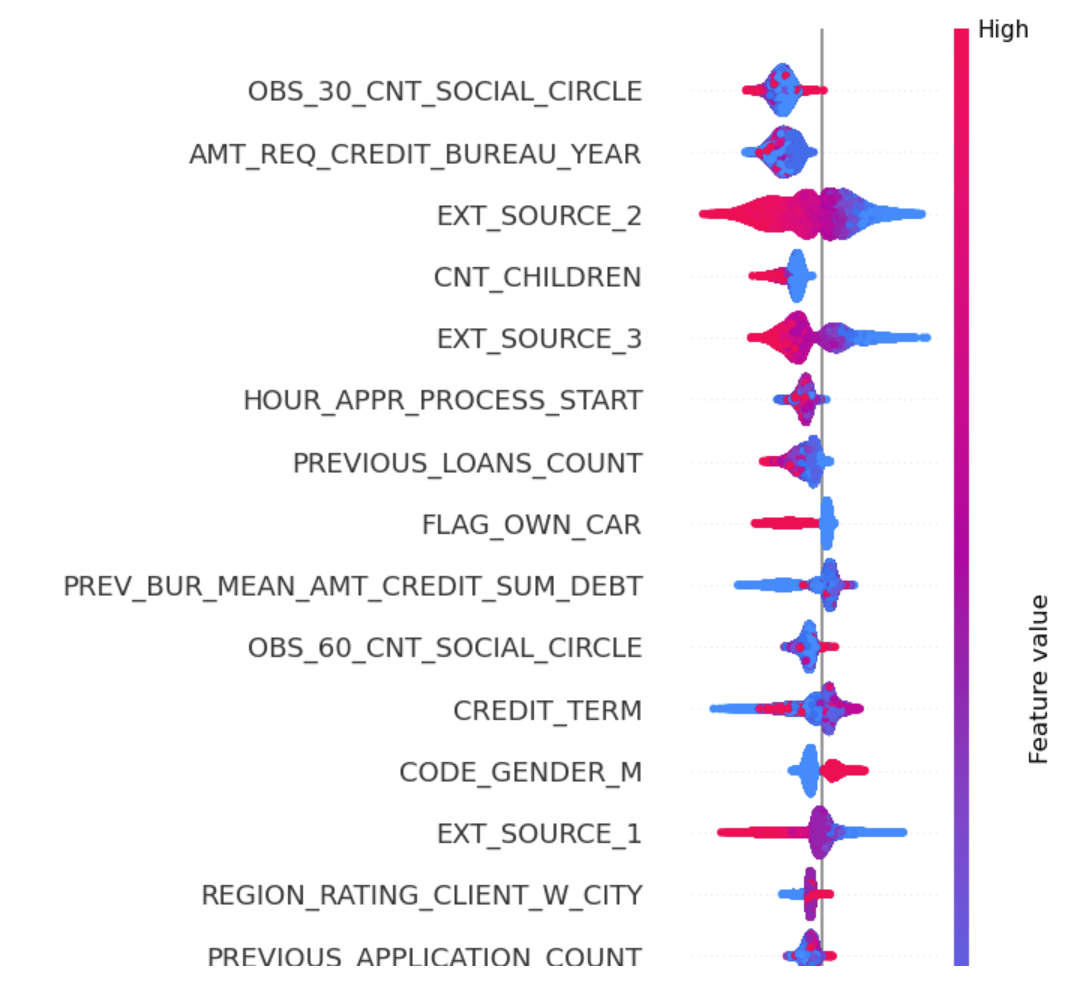 High
OBS_30_CNT_SOCIAL_CIRCLE
AMT_REQ_CREDIT_BUREAU_YEAR
EXT_SOURCE_2
CNT_CHILDREN
EXT_SOURCE_3
HOUR_APPR_PROCESS_START
PREVIOUS_LOANS_COUNT
FLAG_OWN_CAR
PREV_BUR_MEAN_AMT_CREDIT_SUM_DEBT
OBS_60_CNT_SOCIAL_CIRCLE
CREDIT_TERM
CODE_GENDER_M
EXT_SOURCE_1
REGION_RATING_CLIENT_W_CITY
PREVIOUS_APPLICATION_COUNT
Feature value